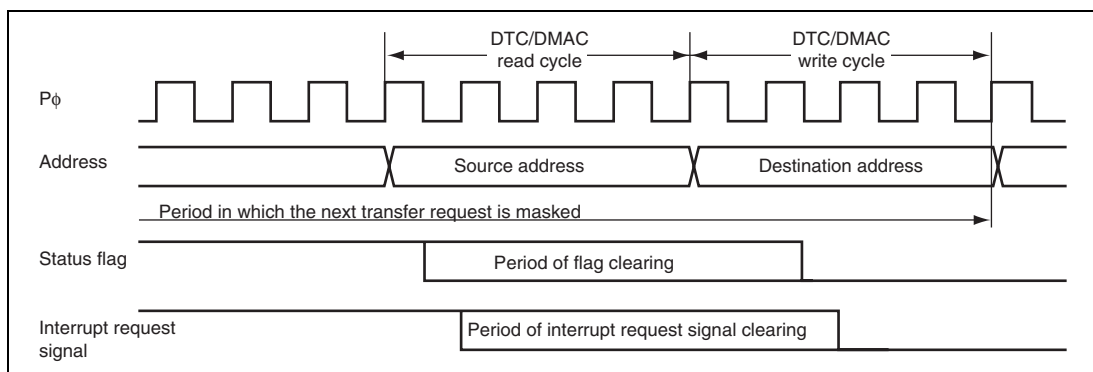 DTC/DMAC
read cycle
DTC/DMAC
write cycle
Pϕ
Address
Source address
Destination address
Period in which the next transfer request is masked
Status flag
Period of flag clearing
Interrupt request
signal
Period of interrupt request signal clearing